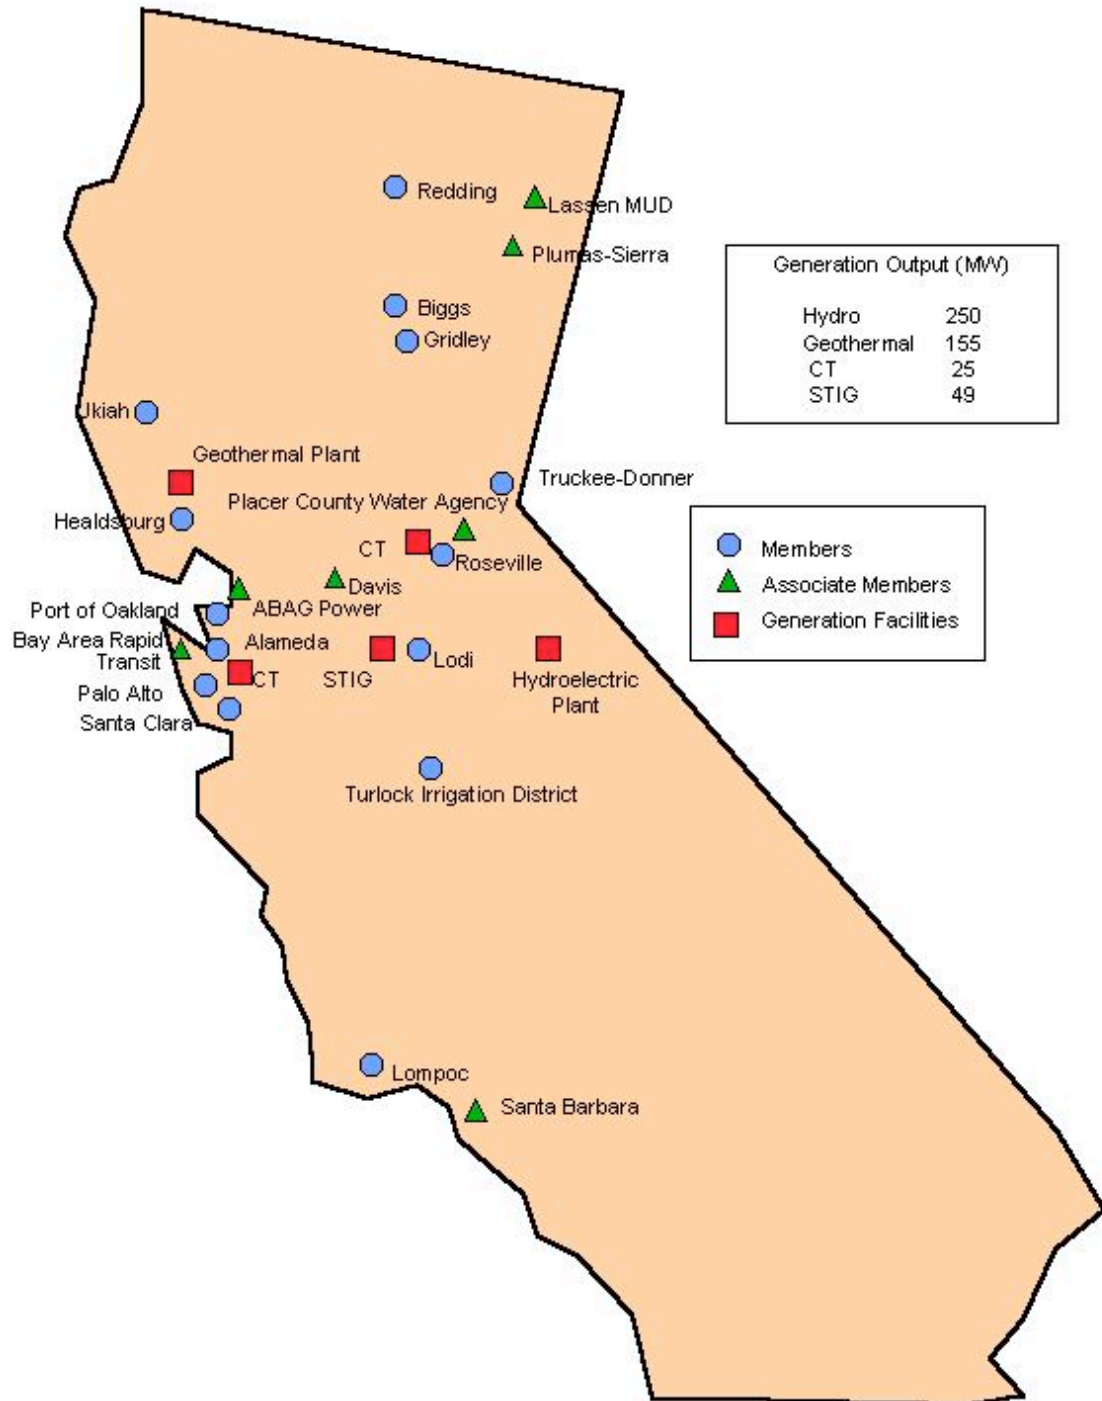 Redding
Lassen MUD
Plumas-Sierra
Generation Output (MW)
Hydro 250
Geothermal 155
CT 25
STIG 49
Biggs
Gridley
Ukiah
Geothermal Plant
Truckee-Donner
Placer County Water Agency
Healdsburg
CT
Roseville
Members
Associate Members
Generation Facilities
Davis
ABAG Power
Port of Oakland
Bay Area Rapid
Transit
Alameda
CT
STIG
Lodi
Hydroelectric
Plant
Palo Alto
Santa Clara
Turlock Irrigation District
Lompoc
Santa Barbara